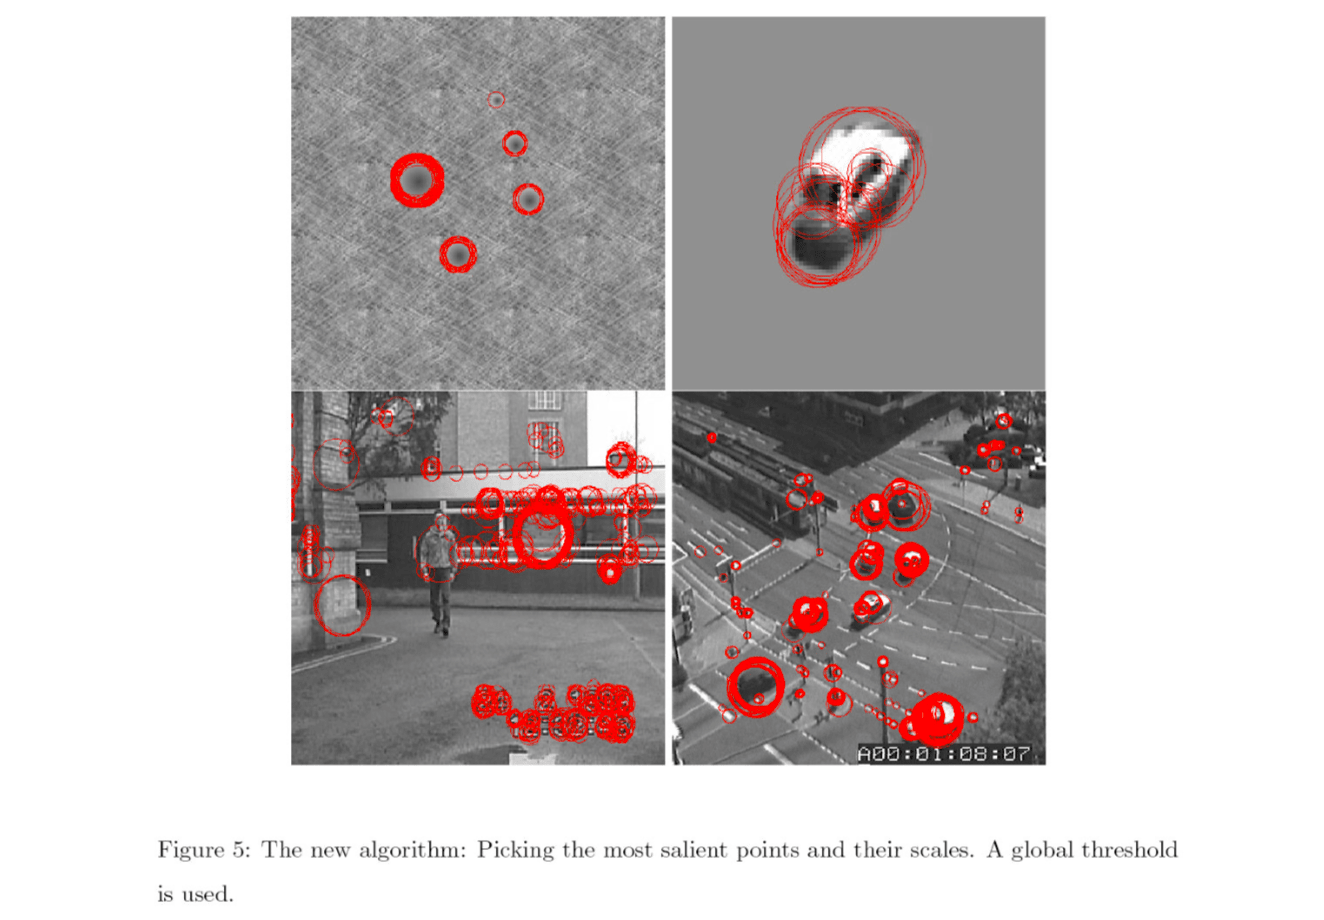 A00:01:08:07
Figure 5: The new algorithm: Picking the most salient points and their scales. A global threshold
is used.